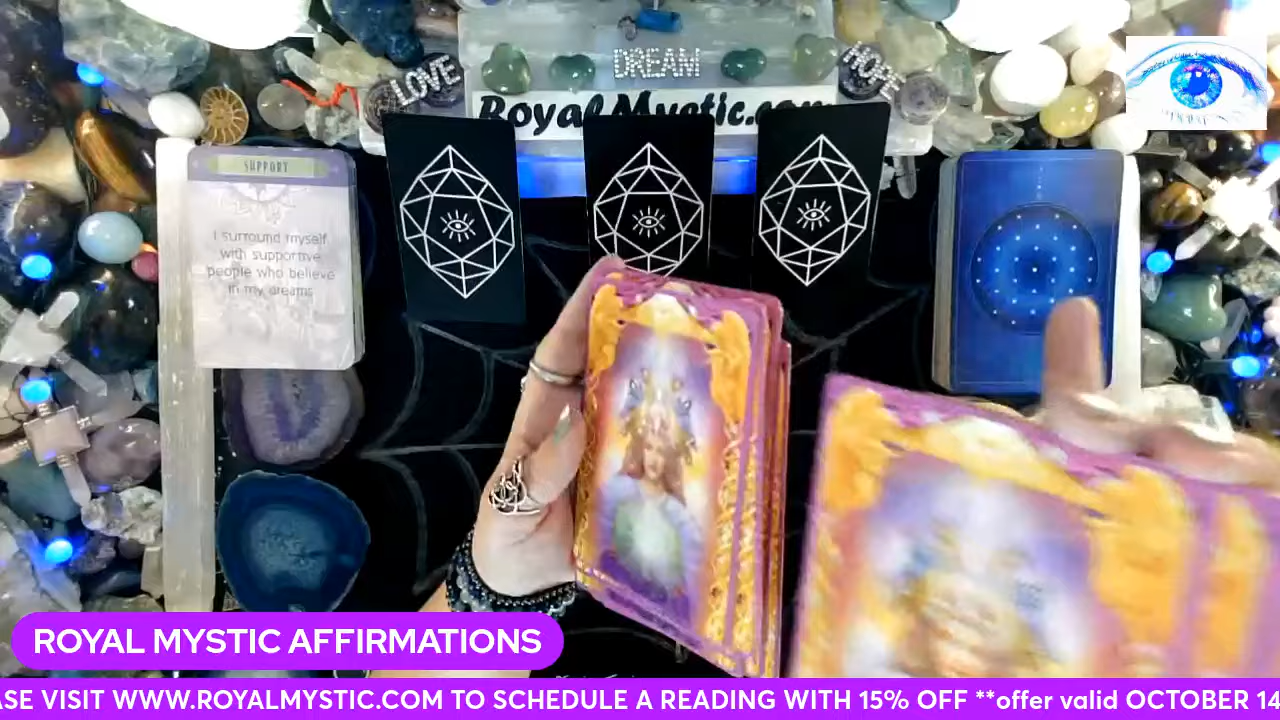 LOVE
DREAM
HOPE
RoyalMystic.com
SUPPORT
I surround myself
with supportive
people who believe
in my dreams
ROYAL MYSTIC AFFIRMATIONS
ASE VISIT WWW.ROYALMYSTIC.COM TO SCHEDULE A READING WITH 15% OFF **offer valid OCTOBER 14